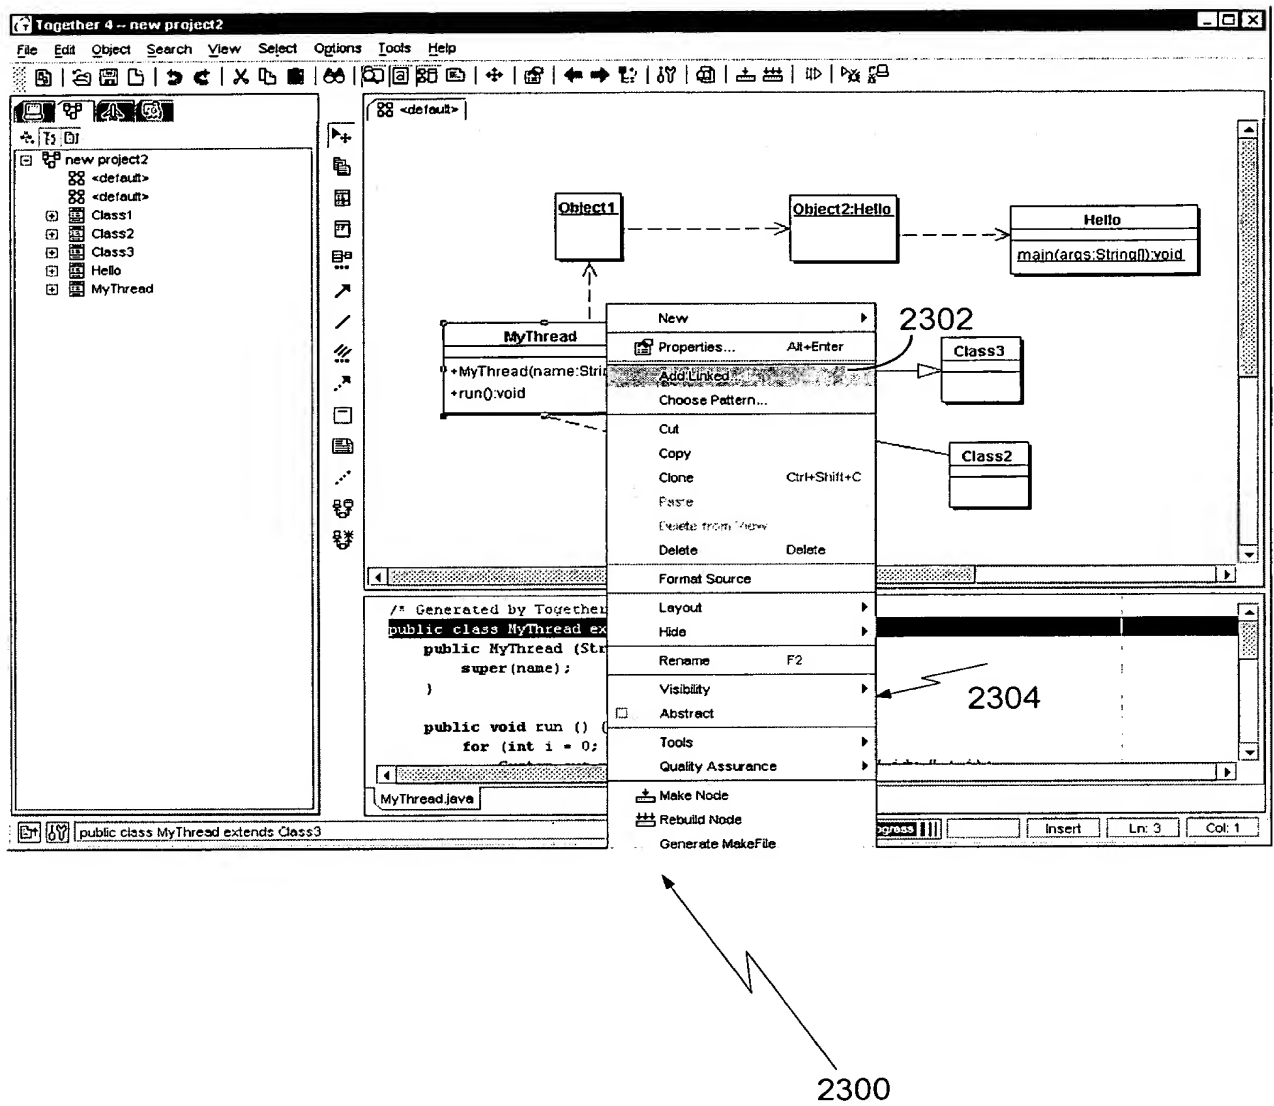 Together 4 -- new project2
File Edit Object Search View Select Options Tools Help
<default>
new project2
<default>
<default>
Class1
Class2
Class3
Hello
MyThread
Object1
Object2:Hello
Hello
main(args:String[]):void
MyThread
+MyThread(name:Strin
+run():void
Class3
Class2
New
Properties... Alt+Enter
Add Linked
Choose Pattern...
Cut
Copy
Clone Ctrl+Shift+C
Paste
Delete from View
Delete Delete
Format Source
Layout
Hide
Rename F2
Visibility
Abstract
Tools
Quality Assurance
Make Node
Rebuild Node
Generate MakeFile
2302
2304
/* Generated by Together
public class MyThread ex
public MyThread (Str
super(name);
}
public void run () {
for (int i = 0;
MyThread.java
public class MyThread extends Class3
ogress
Insert
Ln: 3
Col: 1
2300